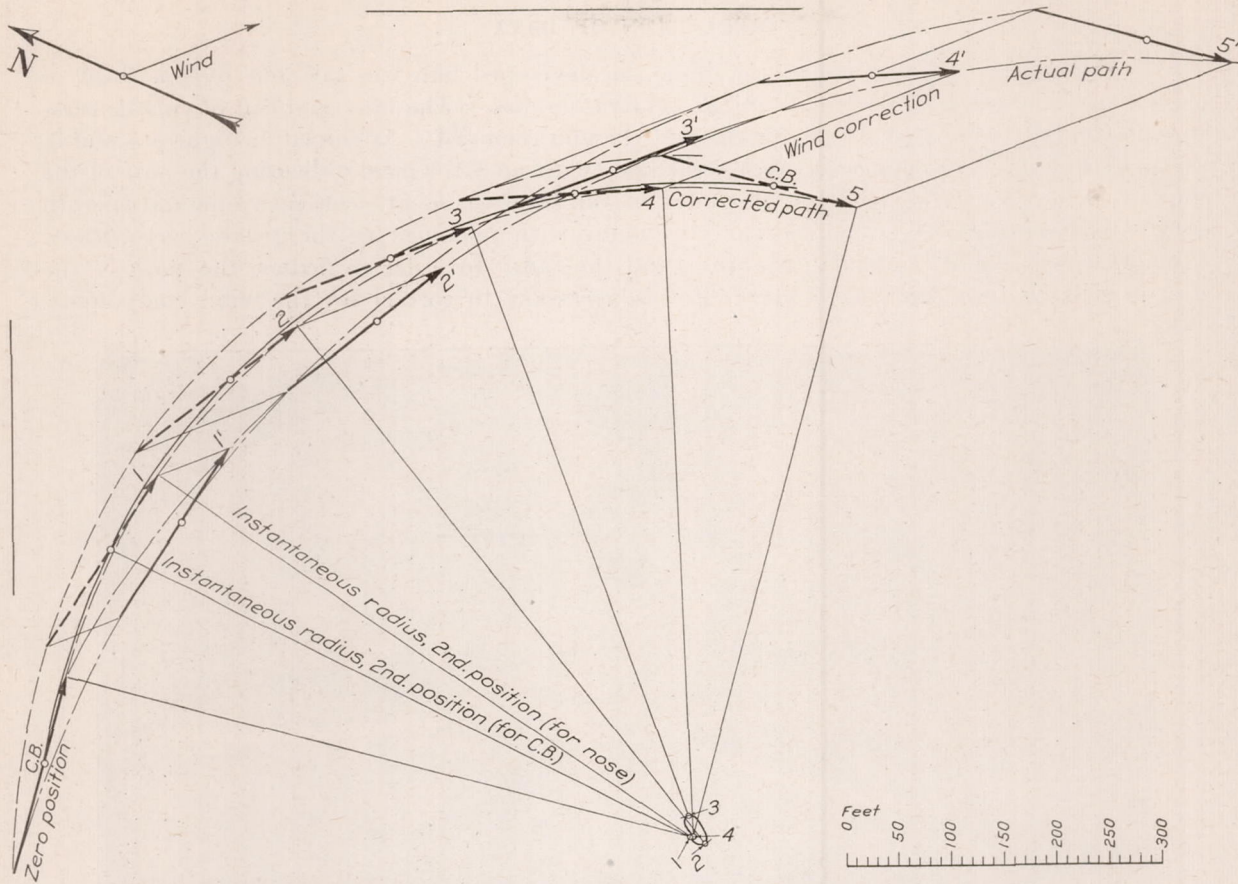 N
Wind
5'
4'
Actual path
Wind correction
3'
C.B.
5
4
Corrected path
3
2'
2
1'
1
Instantaneous radius, 2nd. position (for nose)
Instantaneous radius, 2nd. position (for C.B.)
C.B.
Zero position
3
4
1
2
Feet
0 50 100 150 200 250 300